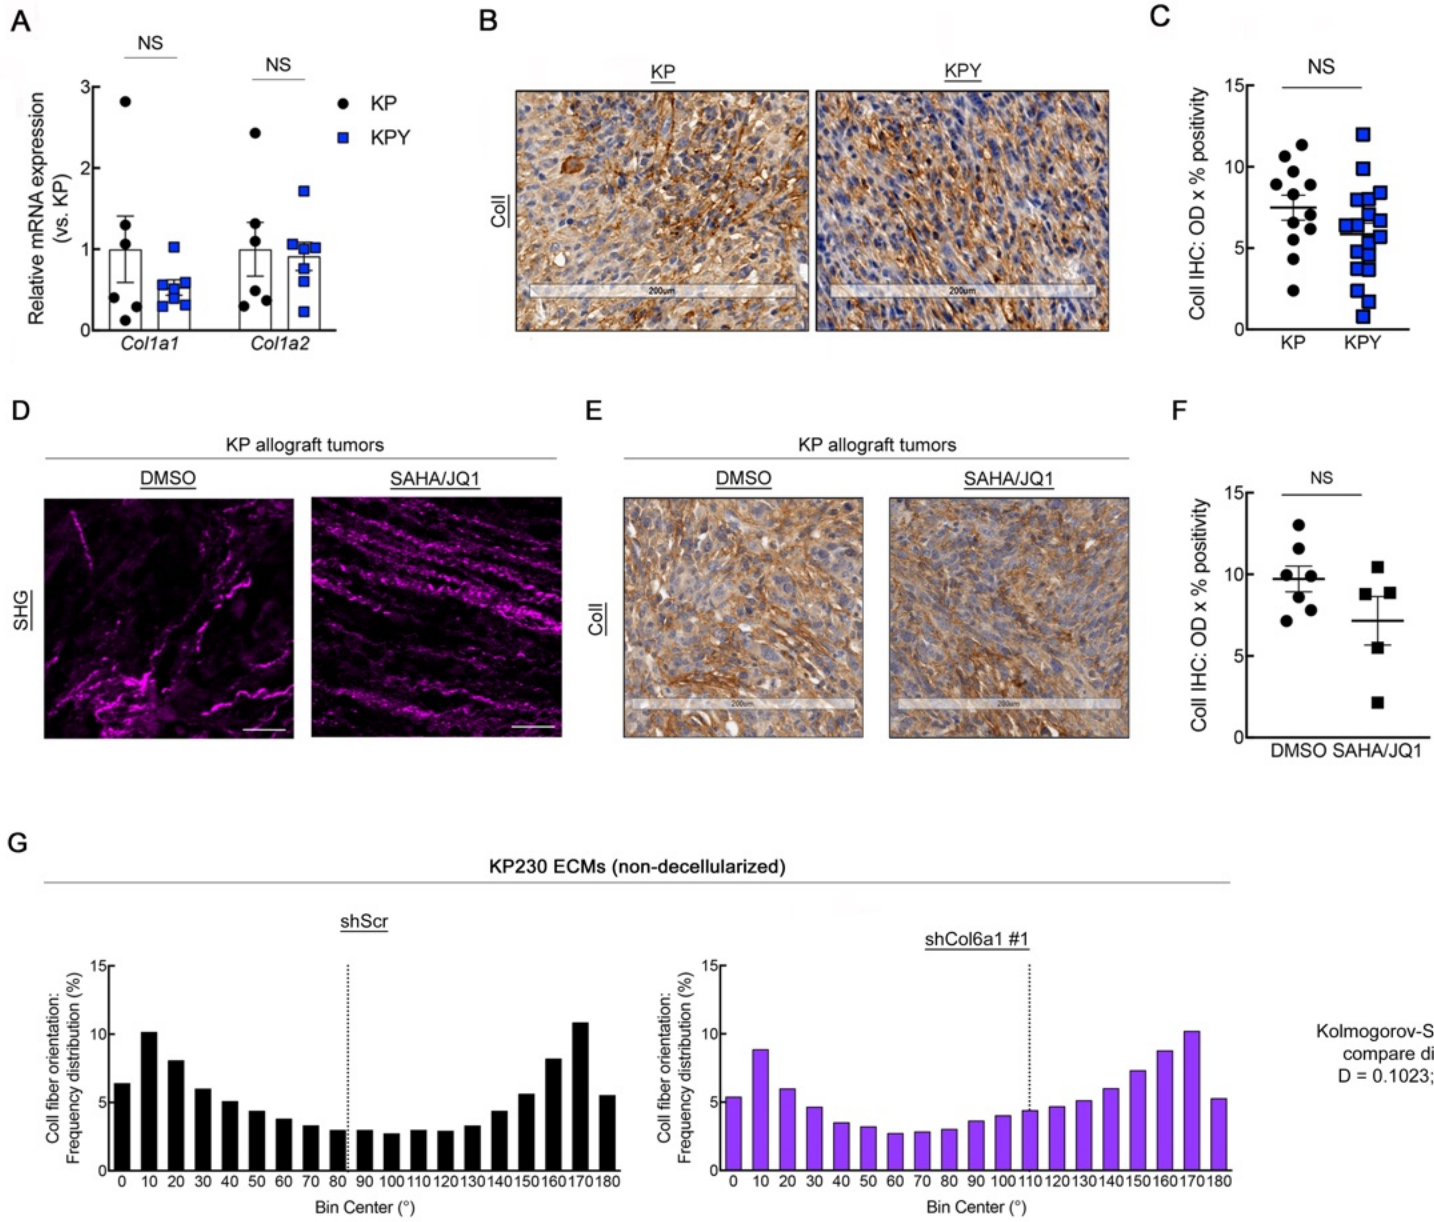 A
NS
NS
KP
KPY
Relative mRNA expression
(vs. KP)
3
2
1
0
Col1a1
Col1a2
B
KP
KPY
ColI
200um
200um
C
NS
ColI IHC: OD x % positivity
15
10
5
0
KP
KPY
D
KP allograft tumors
DMSO
SAHA/JQ1
SHG
E
KP allograft tumors
DMSO
SAHA/JQ1
ColI
200um
200um
F
NS
ColI IHC: OD x % positivity
15
10
5
0
DMSO SAHA/JQ1
G
KP230 ECMs (non-decellularized)
shScr
ColI fiber orientation:
Frequency distribution (%)
15
10
5
0
0 10 20 30 40 50 60 70 80 90 100 110 120 130 140 150 160 170 180
Bin Center (°)
shCol6a1 #1
ColI fiber orientation:
Frequency distribution (%)
15
10
5
0
0 10 20 30 40 50 60 70 80 90 100 110 120 130 140 150 160 170 180
Bin Center (°)
Kolmogorov-S
compare di
D = 0.1023;